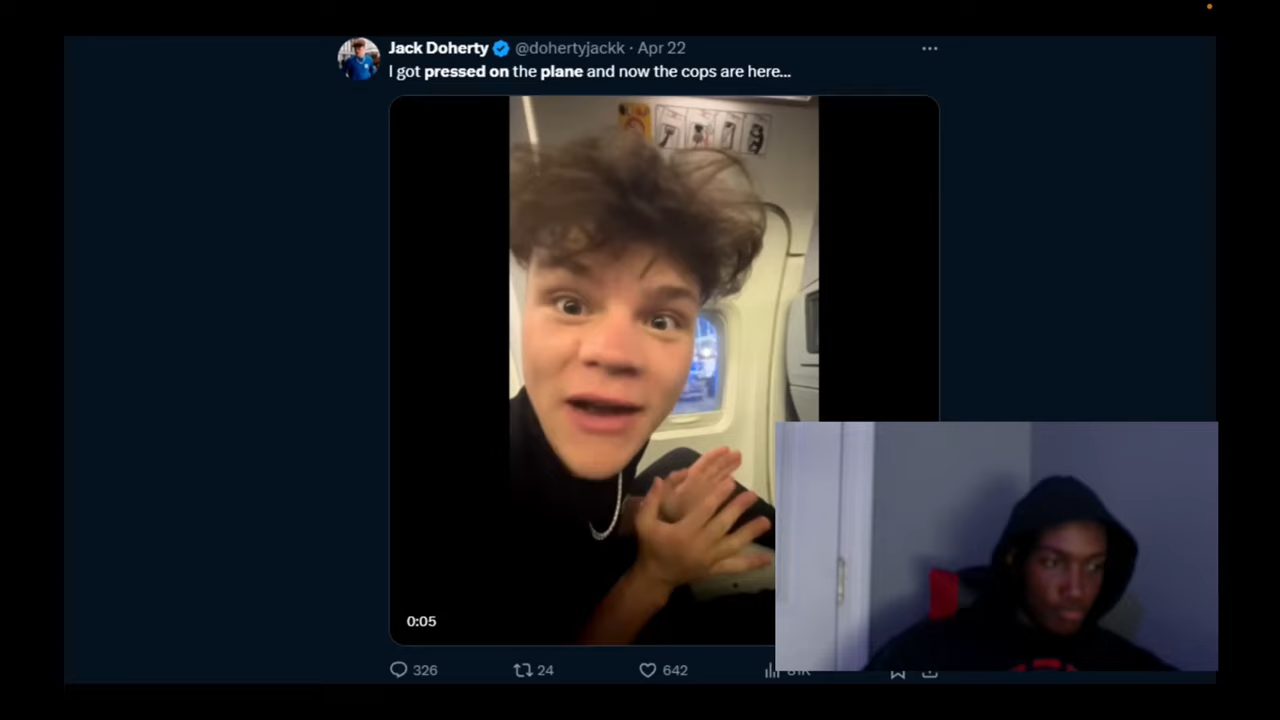 Jack Doherty @dohertyjackk · Apr 22
I got pressed on the plane and now the cops are here...
0:05
326 24 642